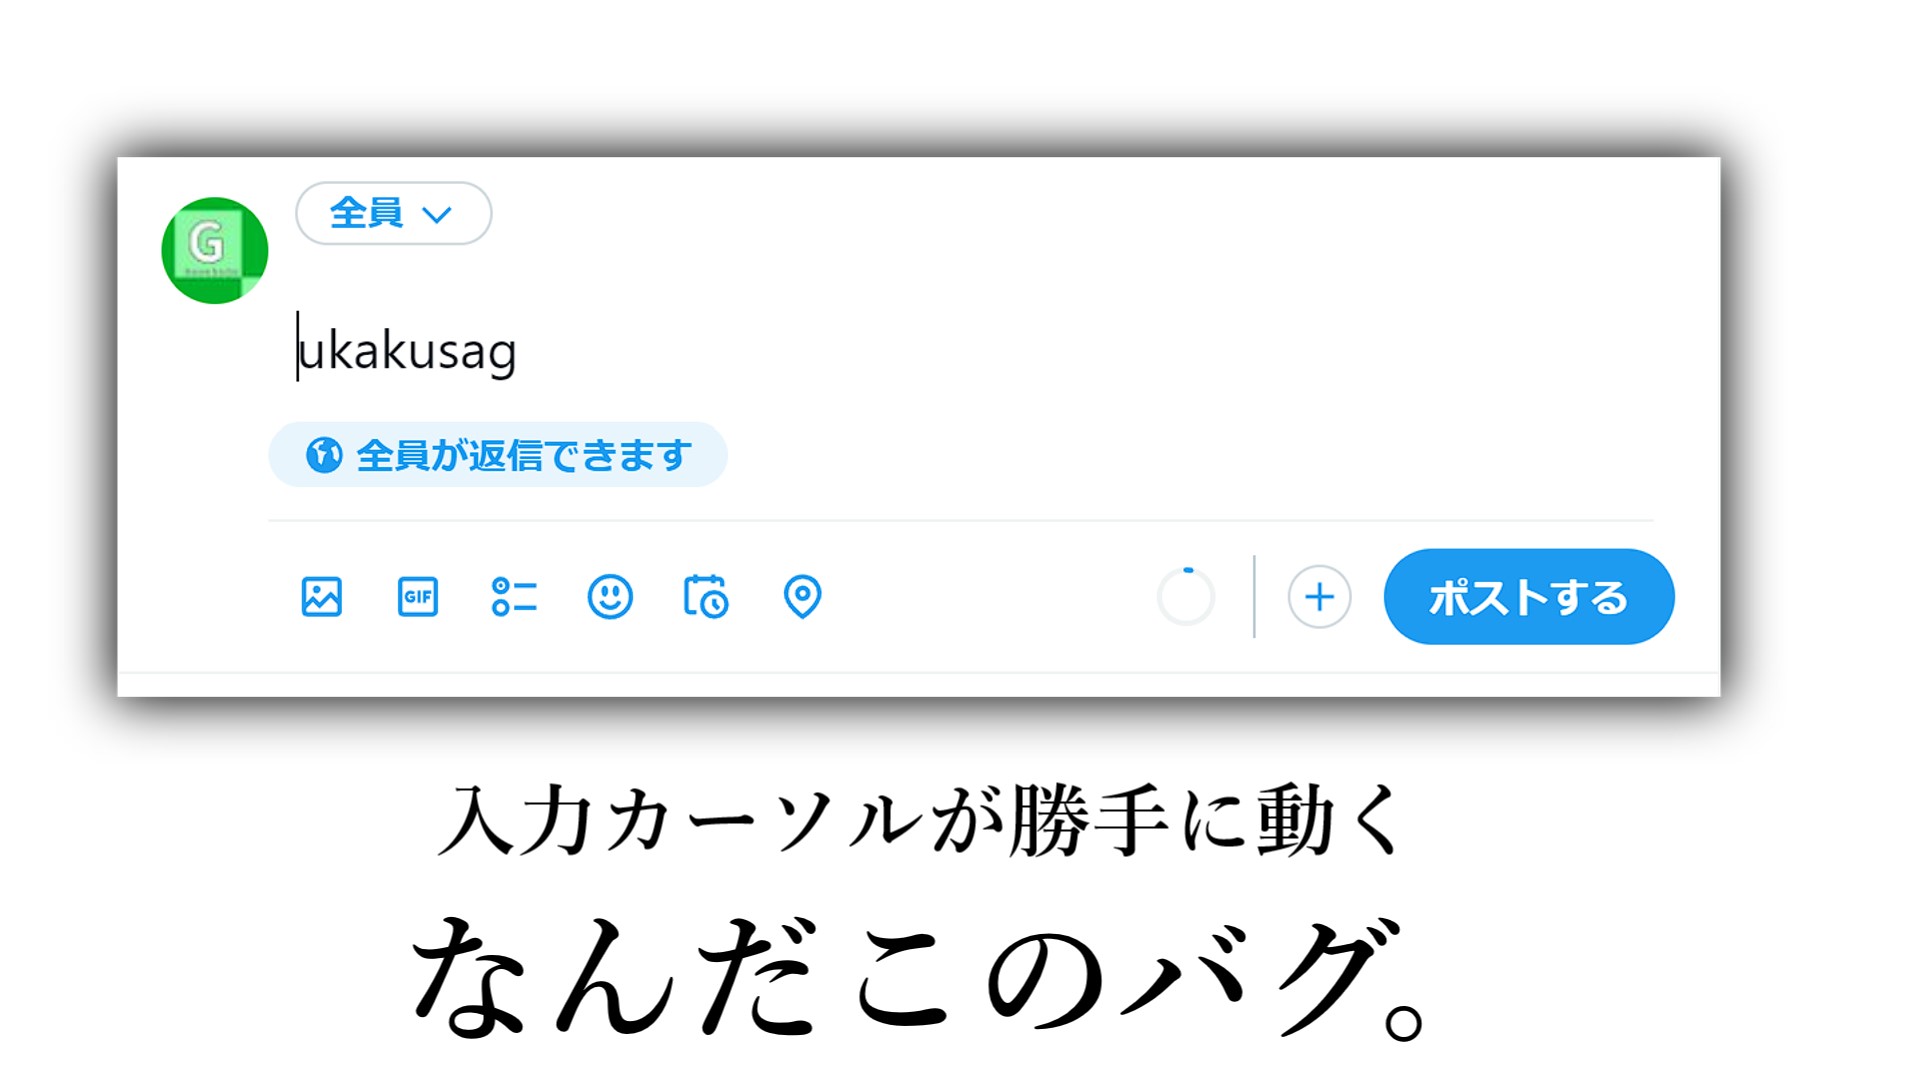 全員
G
ukakusag
全員が返信できます
GIF
ポストする
入力カーソルが勝手に動く
なんだこのバグ。